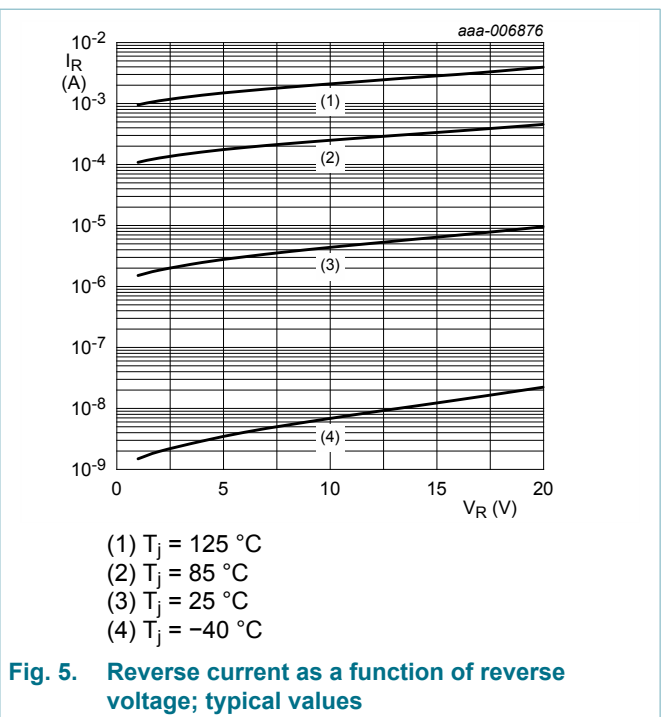 aaa-006876
10-2
IR
(A)
10-3
(1)
10-4
(2)
10-5
(3)
10-6
10-7
10-8
(4)
10-9
0 5 10 15 20
VR (V)
(1) Tj = 125 °C
(2) Tj = 85 °C
(3) Tj = 25 °C
(4) Tj = −40 °C
Fig. 5. Reverse current as a function of reverse
voltage; typical values